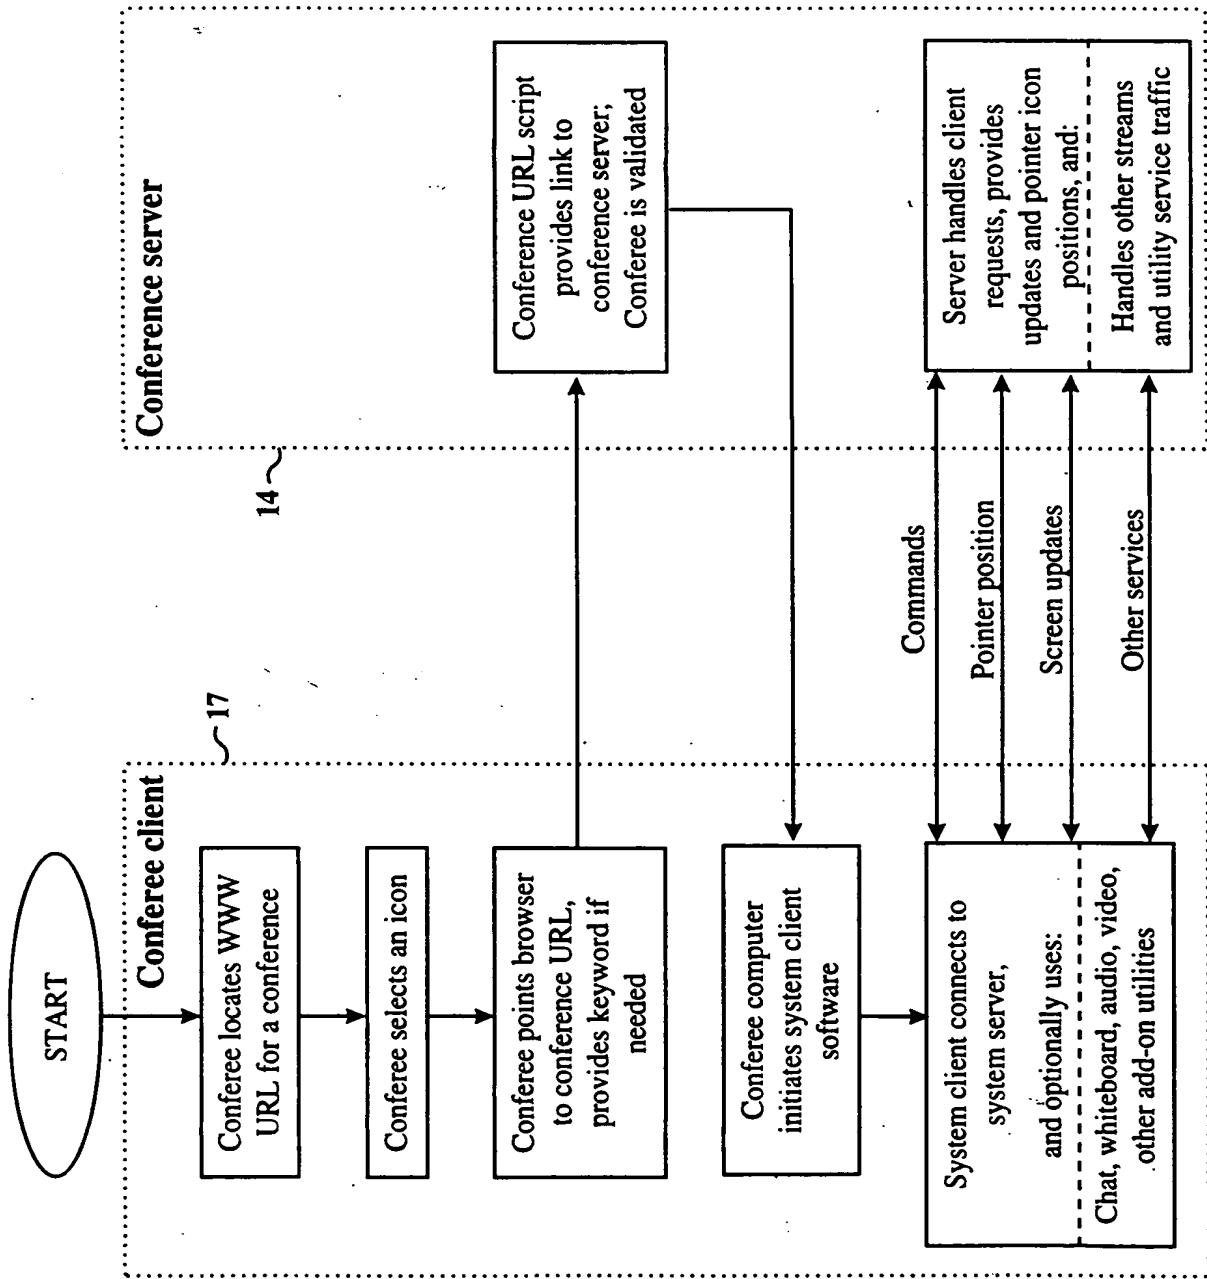 START
Conferee client
17
Conferee locates WWW
URL for a conference
Conferee selects an icon
Conferee points browser
to conference URL,
provides keyword if
needed
Conferee computer
initiates system client
software
System client connects to
system server,
and optionally uses:
Chat, whiteboard, audio, video,
other add-on utilities
Commands
Pointer position
Screen updates
Other services
14
Conference server
Conference URL script
provides link to
conference server;
Conferee is validated
Server handles client
requests, provides
updates and pointer icon
positions, and:
Handles other streams
and utility service traffic